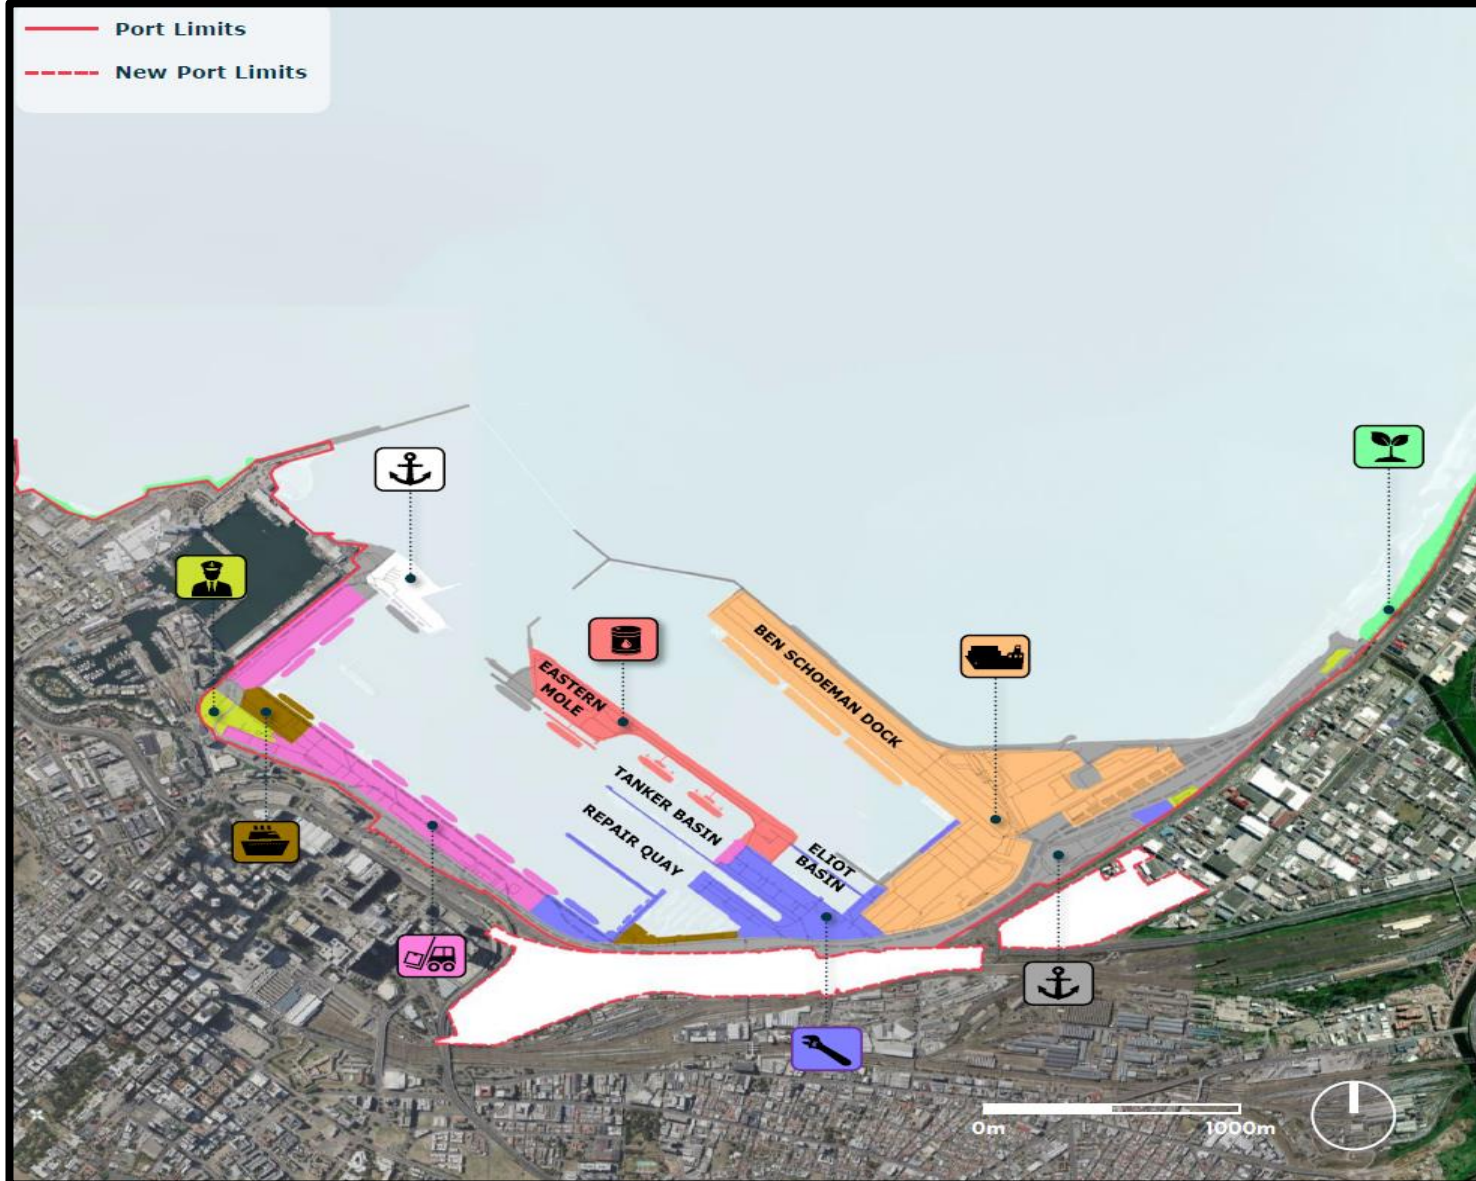 Port Limits
New Port Limits
BEN SCHOEMAN DOCK
EASTERN
MOLE
TANKER BASIN
REPAIR QUAY
ELIOT
BASIN
0m
1000m